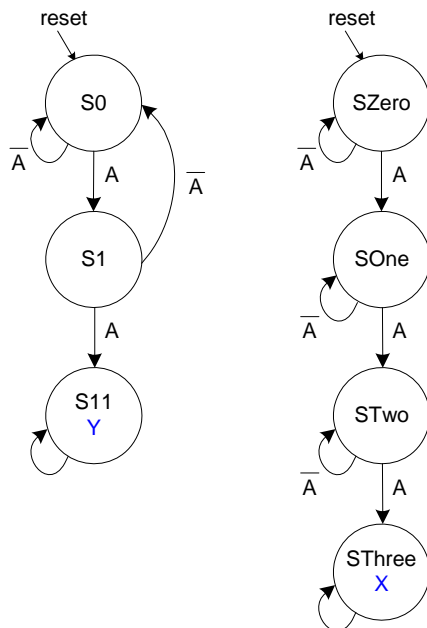 reset
S0
A̅
A
A̅
S1
A
S11
Y
reset
SZero
A̅
A
SOne
A̅
A
STwo
A̅
A
SThree
X